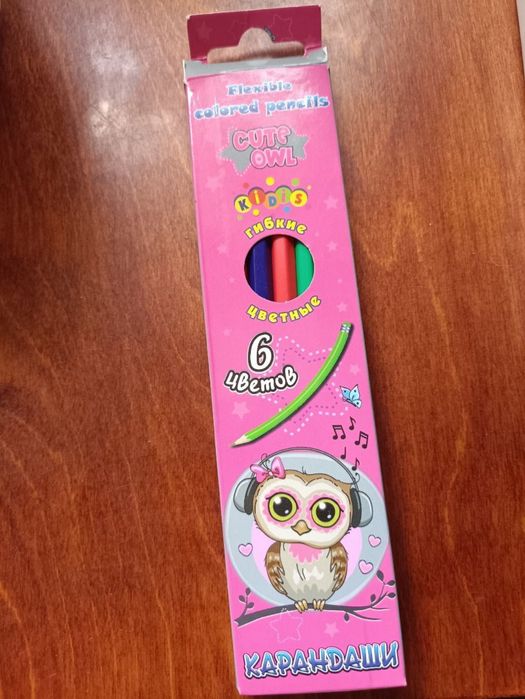 Flexible
colored pencils
CUTE
OWL
KiDiS
гибкие
цветные
6
цветов
КАРАНДАШИ